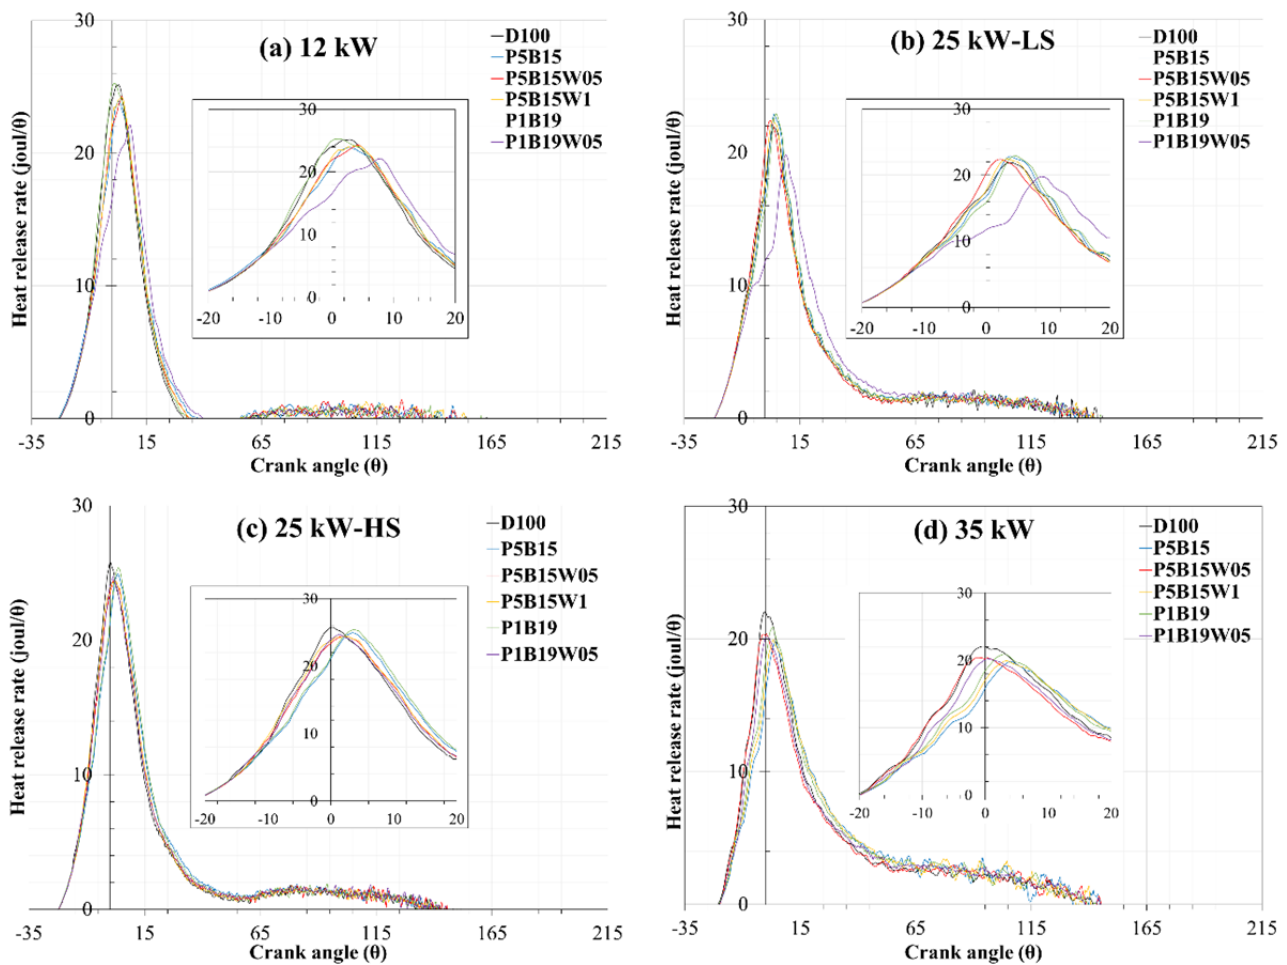 (a) 12 kW
D100
P5B15
P5B15W05
P5B15W1
P1B19
P1B19W05
Heat release rate (joul/θ)
30
20
10
0
-35 15 65 115 165 215
Crank angle (θ)
30
20
10
0
-20 -10 0 10 20
(b) 25 kW-LS
D100
P5B15
P5B15W05
P5B15W1
P1B19
P1B19W05
Heat release rate (joul/θ)
30
20
10
0
-35 15 65 115 165 215
Crank angle (θ)
30
20
10
0
-20 -10 0 10 20
(c) 25 kW-HS
D100
P5B15
P5B15W05
P5B15W1
P1B19
P1B19W05
Heat release rate (joul/θ)
30
20
10
0
-35 15 65 115 165 215
Crank angle (θ)
30
20
10
0
-20 -10 0 10 20
(d) 35 kW
D100
P5B15
P5B15W05
P5B15W1
P1B19
P1B19W05
Heat release rate (joul/θ)
30
20
10
0
-35 15 65 115 165 215
Crank angle (θ)
30
20
10
0
-20 -10 0 10 20